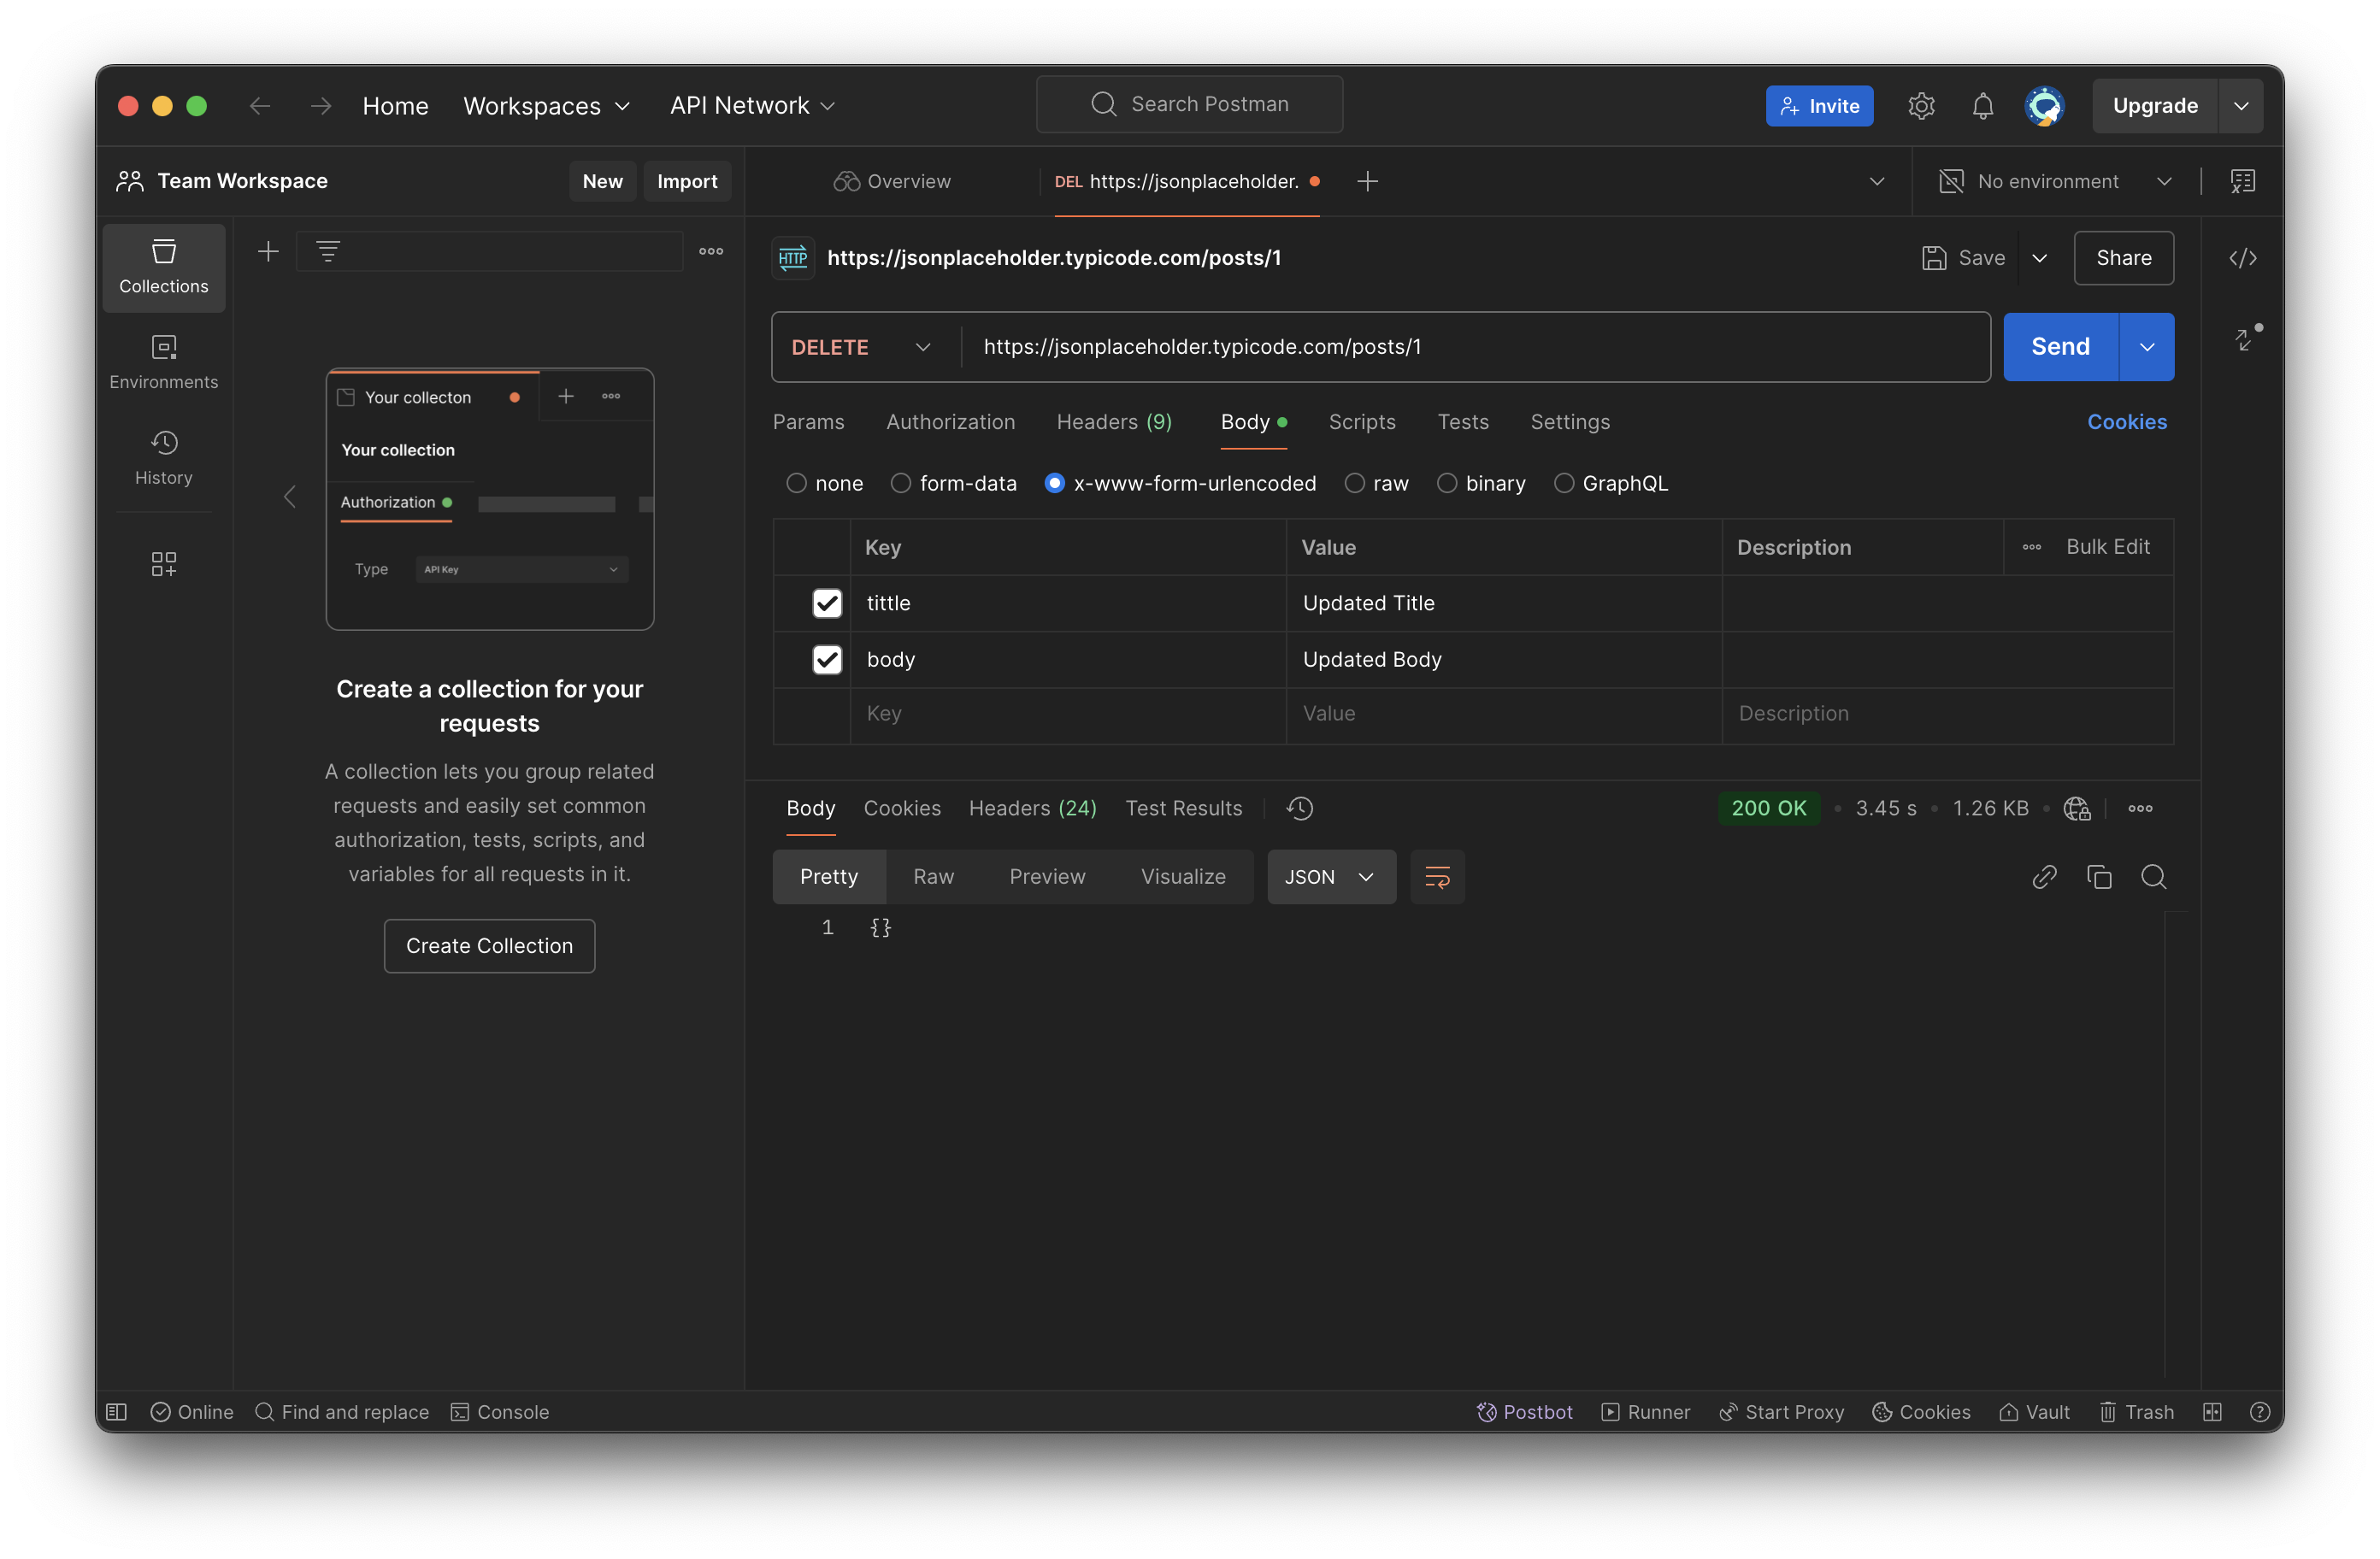 Home Workspaces API Network Search Postman Invite Upgrade
Team Workspace New Import Overview DEL https://jsonplaceholder. No environment
Collections
Environments
History
Your collecton
Your collection
Authorization
Type API Key
Create a collection for your
requests
A collection lets you group related
requests and easily set common
authorization, tests, scripts, and
variables for all requests in it.
Create Collection
HTTP https://jsonplaceholder.typicode.com/posts/1 Save Share
DELETE https://jsonplaceholder.typicode.com/posts/1 Send
Params Authorization Headers (9) Body Scripts Tests Settings Cookies
none form-data x-www-form-urlencoded raw binary GraphQL
Key Value Description Bulk Edit
tittle Updated Title
body Updated Body
Key Value Description
Body Cookies Headers (24) Test Results 200 OK 3.45 s 1.26 KB
Pretty Raw Preview Visualize JSON
1 {}
Online Find and replace Console Postbot Runner Start Proxy Cookies Vault Trash